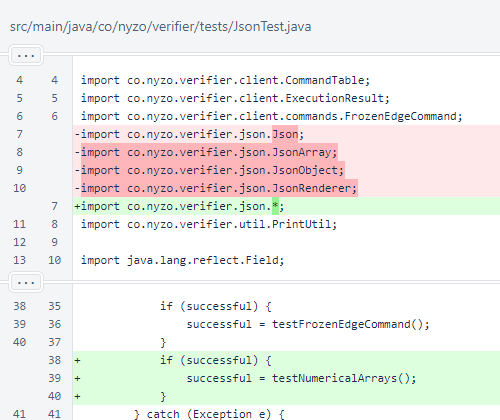 src/main/java/co/nyzo/verifier/tests/JsonTest.java
...
4 4 import co.nyzo.verifier.client.CommandTable;
5 5 import co.nyzo.verifier.client.ExecutionResult;
6 6 import co.nyzo.verifier.client.commands.FrozenEdgeCommand;
7 -import co.nyzo.verifier.json.Json;
8 -import co.nyzo.verifier.json.JsonArray;
9 -import co.nyzo.verifier.json.JsonObject;
10 -import co.nyzo.verifier.json.JsonRenderer;
7 +import co.nyzo.verifier.json.*;
11 8 import co.nyzo.verifier.util.PrintUtil;
12 9
13 10 import java.lang.reflect.Field;
...
38 35 if (successful) {
39 36 successful = testFrozenEdgeCommand();
40 37 }
38 + if (successful) {
39 + successful = testNumericalArrays();
40 + }
41 41 } catch (Exception e) {